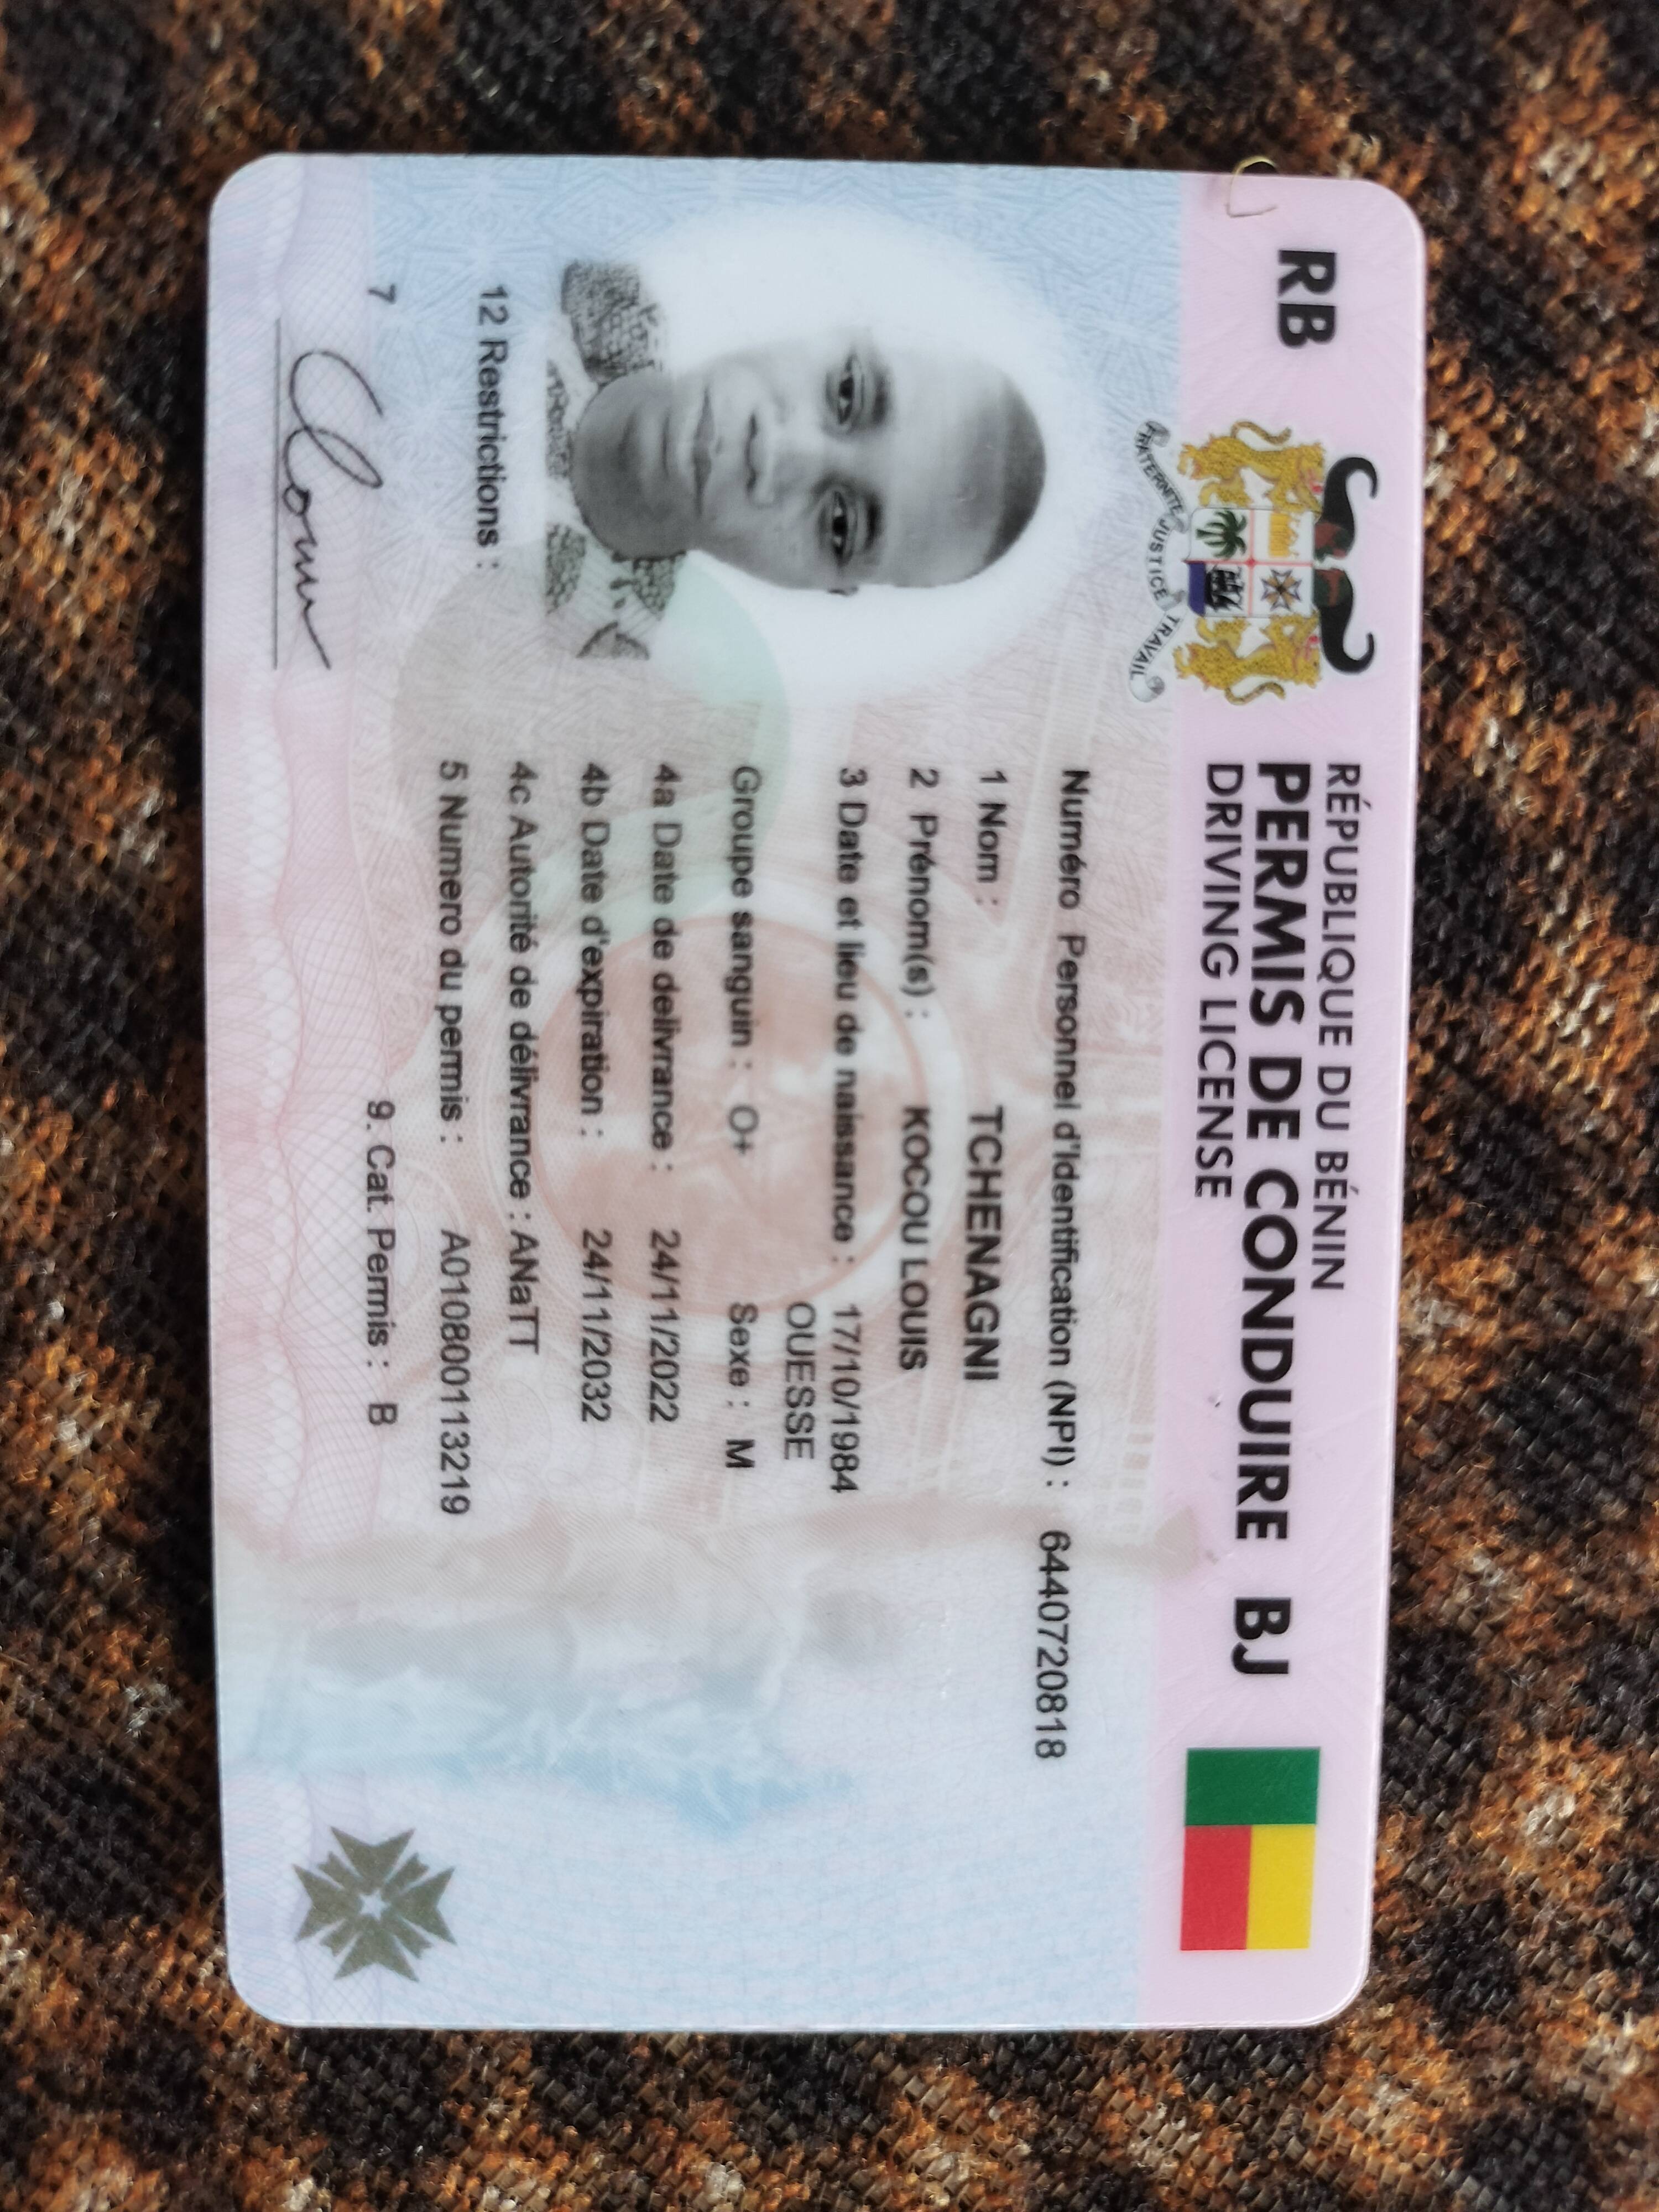 RB
FRATERNITÉ JUSTICE TRAVAIL
RÉPUBLIQUE DU BÉNIN
PERMIS DE CONDUIRE BJ
DRIVING LICENSE
Numéro Personnel d'Identification (NPI) : 6440720818
1 Nom : TCHENAGNI
2 Prénom(s) : KOCOU LOUIS
3 Date et lieu de naissance : 17/10/1984
OUESSE
Groupe sanguin : O+ Sexe : M
4a Date de delivrance : 24/11/2022
4b Date d'expiration : 24/11/2032
4c Autorité de délivrance : ANaTT
5 Numero du permis : A010800113219
9. Cat. Permis : B
12 Restrictions :
7